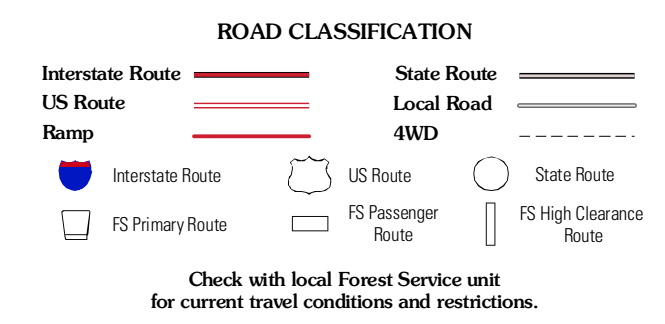 ROAD CLASSIFICATION
Interstate Route
State Route
US Route
Local Road
Ramp
4WD
Interstate Route
US Route
State Route
FS Primary Route
FS Passenger
Route
FS High Clearance
Route
Check with local Forest Service unit
for current travel conditions and restrictions.